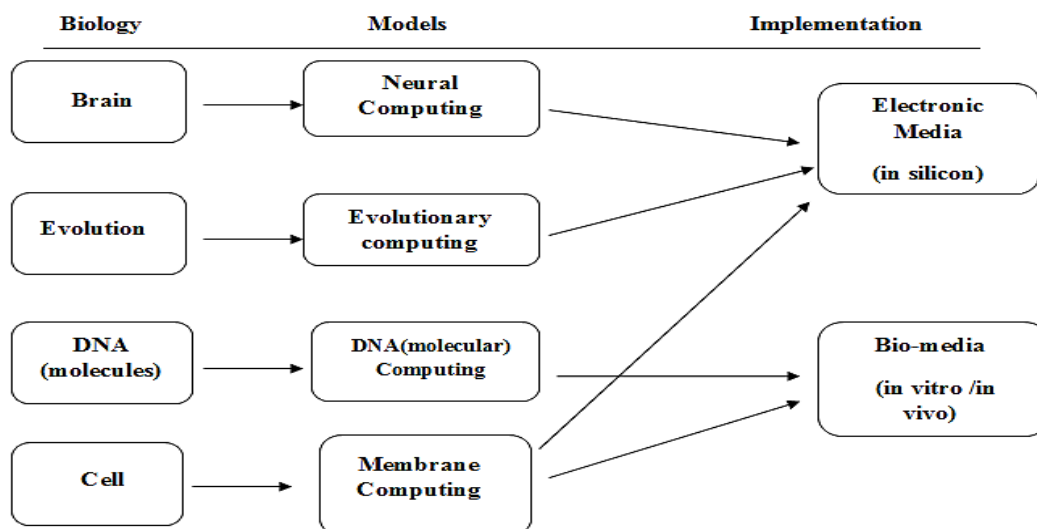 Biology Models Implementation
Brain
Neural
Computing
Electronic
Media
(in silicon)
Evolution
Evolutionary
computing
DNA
(molecules)
DNA(molecular)
Computing
Bio-media
(in vitro /in
vivo)
Cell
Membrane
Computing